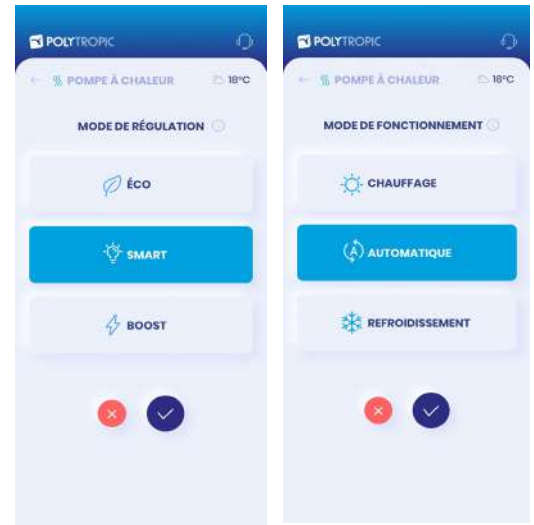 POLYTROPIC
POMPE À CHALEUR 18°C
MODE DE RÉGULATION
ÉCO
SMART
BOOST
POLYTROPIC
POMPE À CHALEUR 18°C
MODE DE FONCTIONNEMENT
CHAUFFAGE
A AUTOMATIQUE
REFROIDISSEMENT